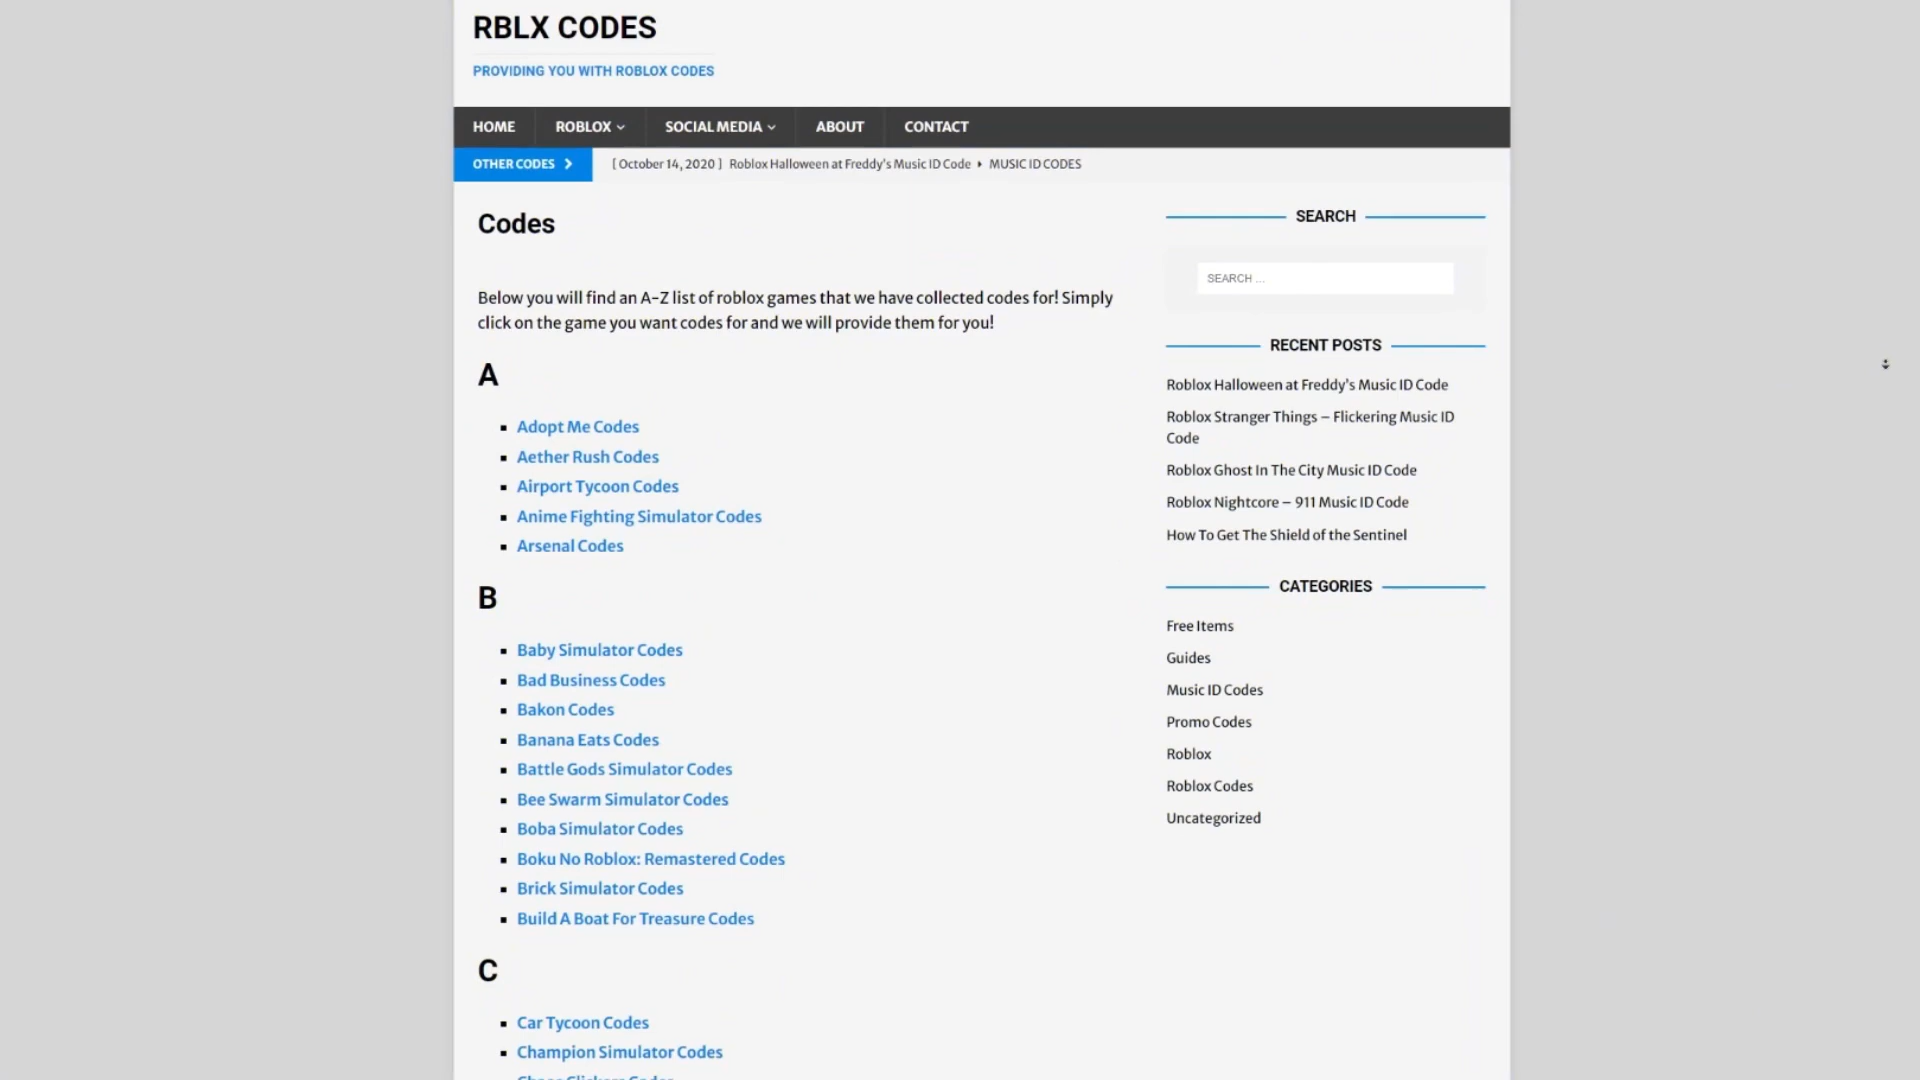 RBLX CODES
PROVIDING YOU WITH ROBLOX CODES
HOME ROBLOX SOCIAL MEDIA ABOUT CONTACT
OTHER CODES [ October 14, 2020 ] Roblox Halloween at Freddy's Music ID Code MUSIC ID CODES
Codes
Below you will find an A-Z list of roblox games that we have collected codes for! Simply
click on the game you want codes for and we will provide them for you!
A
Adopt Me Codes
Aether Rush Codes
Airport Tycoon Codes
Anime Fighting Simulator Codes
Arsenal Codes
B
Baby Simulator Codes
Bad Business Codes
Bakon Codes
Banana Eats Codes
Battle Gods Simulator Codes
Bee Swarm Simulator Codes
Boba Simulator Codes
Boku No Roblox: Remastered Codes
Brick Simulator Codes
Build A Boat For Treasure Codes
C
Car Tycoon Codes
Champion Simulator Codes
SEARCH
SEARCH ...
RECENT POSTS
Roblox Halloween at Freddy's Music ID Code
Roblox Stranger Things – Flickering Music ID
Code
Roblox Ghost In The City Music ID Code
Roblox Nightcore – 911 Music ID Code
How To Get The Shield of the Sentinel
CATEGORIES
Free Items
Guides
Music ID Codes
Promo Codes
Roblox
Roblox Codes
Uncategorized